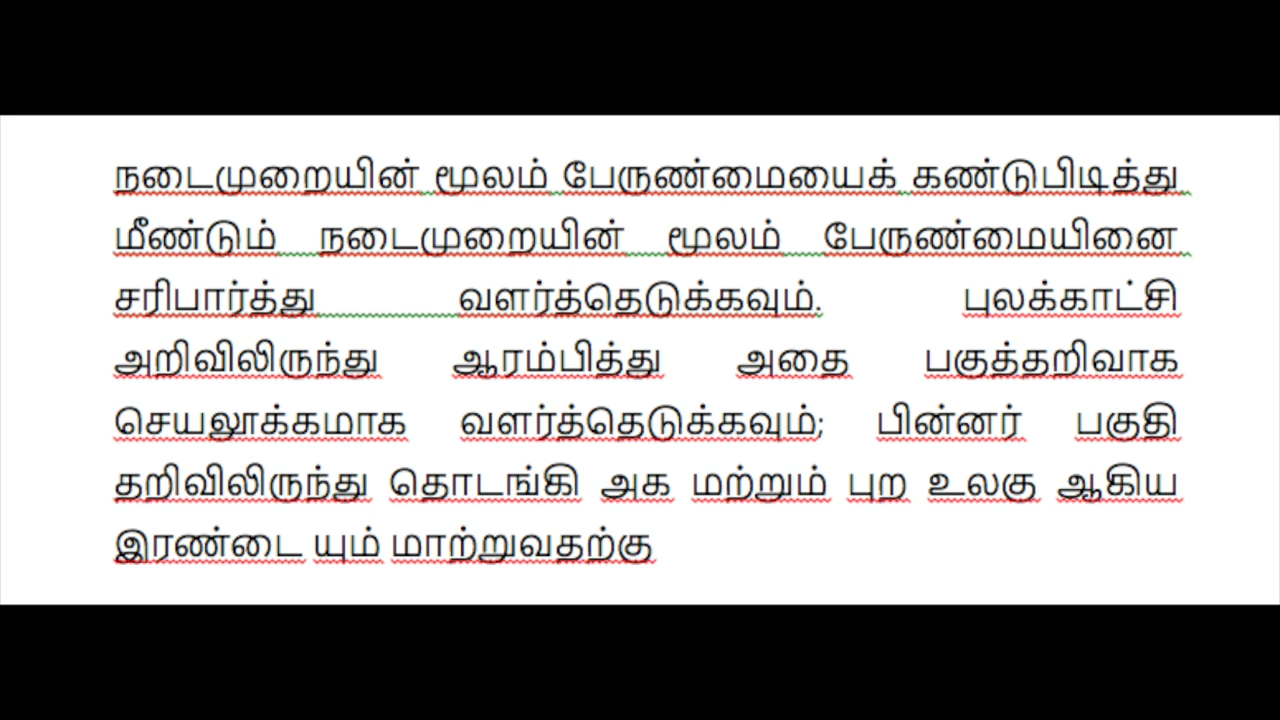 நடைமுறையின் மூலம் பேருண்மையைக் கண்டுபிடித்து
மீண்டும் நடைமுறையின் மூலம் பேருண்மையினை
சரிபார்த்து வளர்த்தெடுக்கவும். புலக்காட்சி
அறிவிலிருந்து ஆரம்பித்து அதை பகுத்தறிவாக
செயலூக்கமாக வளர்த்தெடுக்கவும்; பின்னர் பகுதி
தறிவிலிருந்து தொடங்கி அக மற்றும் புற உலகு ஆகிய
இரண்டை யும் மாற்றுவதற்கு